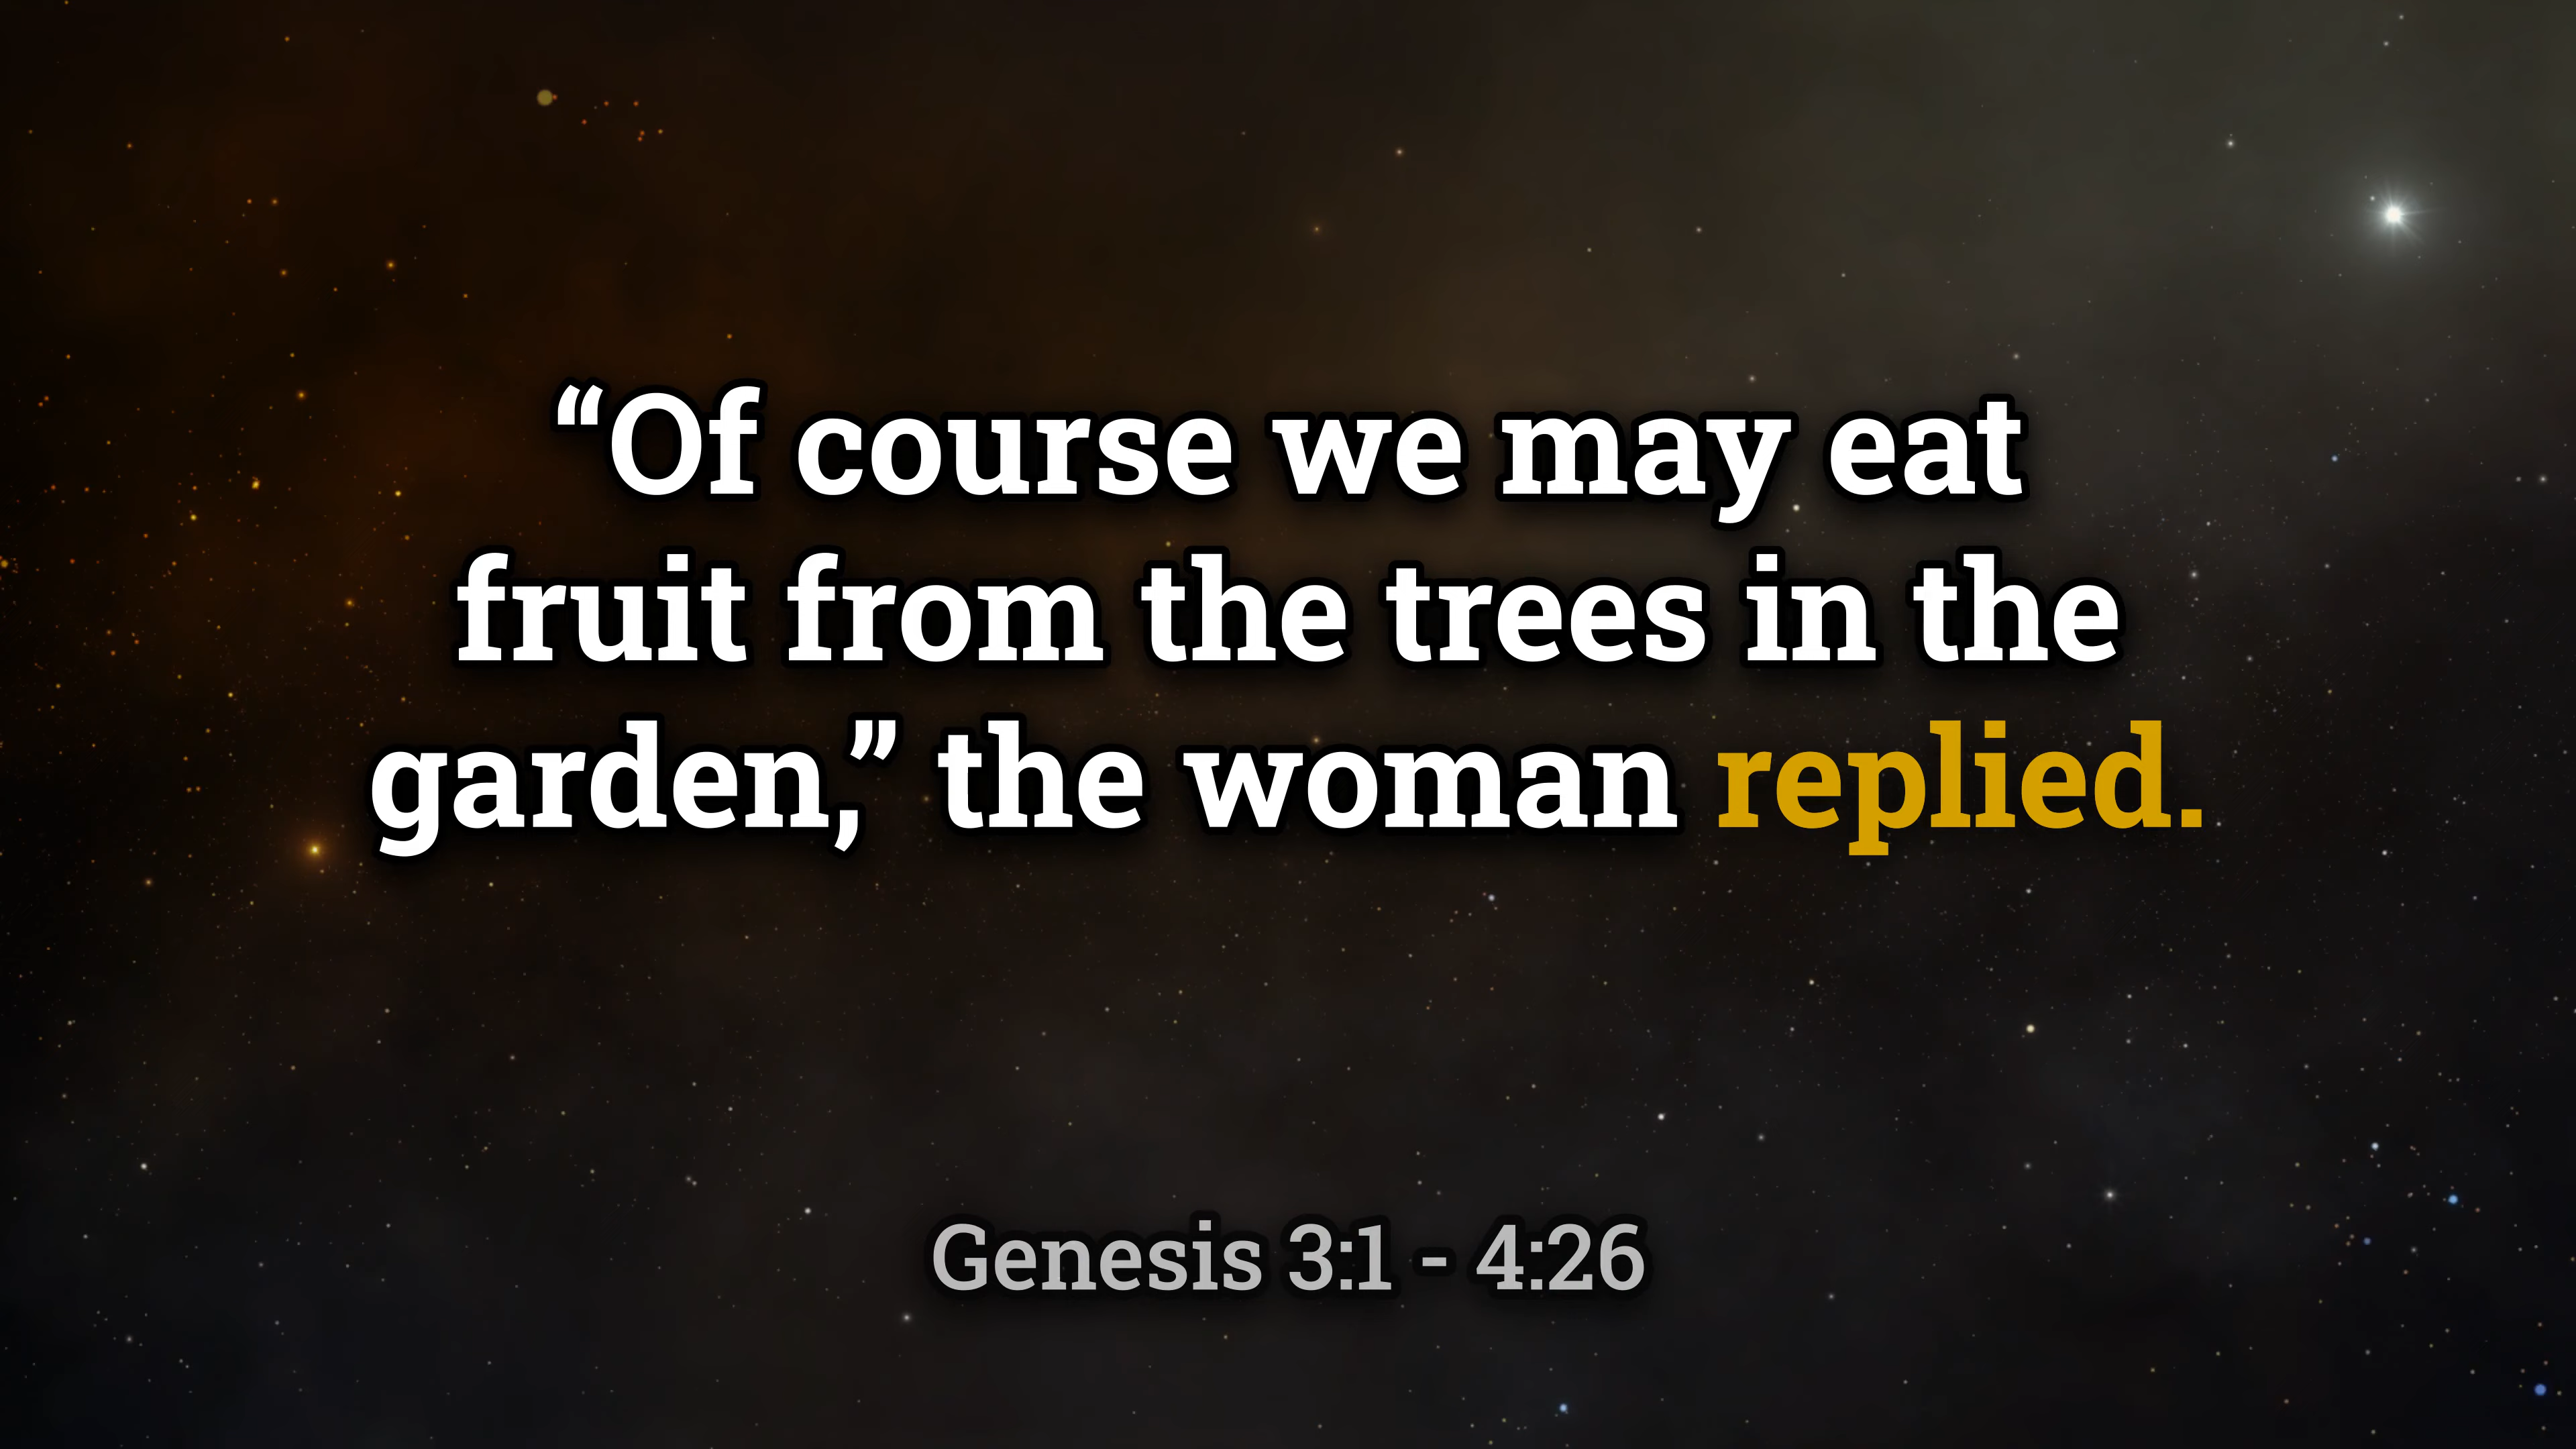 “Of course we may eat
fruit from the trees in the
garden,” the woman replied.
Genesis 3:1 - 4:26